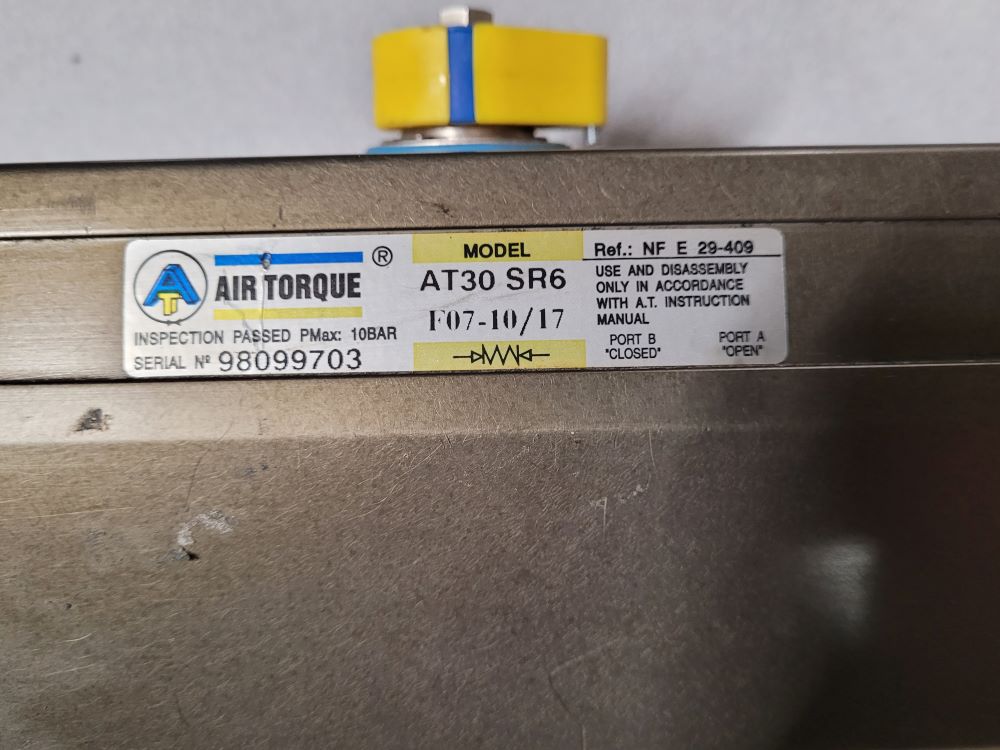 AT
AIR TORQUE ®
INSPECTION PASSED PMax: 10BAR
SERIAL Nº 98099703
MODEL
AT30 SR6
F07-10/17
Ref.: NF E 29-409
USE AND DISASSEMBLY
ONLY IN ACCORDANCE
WITH A.T. INSTRUCTION
MANUAL
PORT B PORT A
"CLOSED" "OPEN"